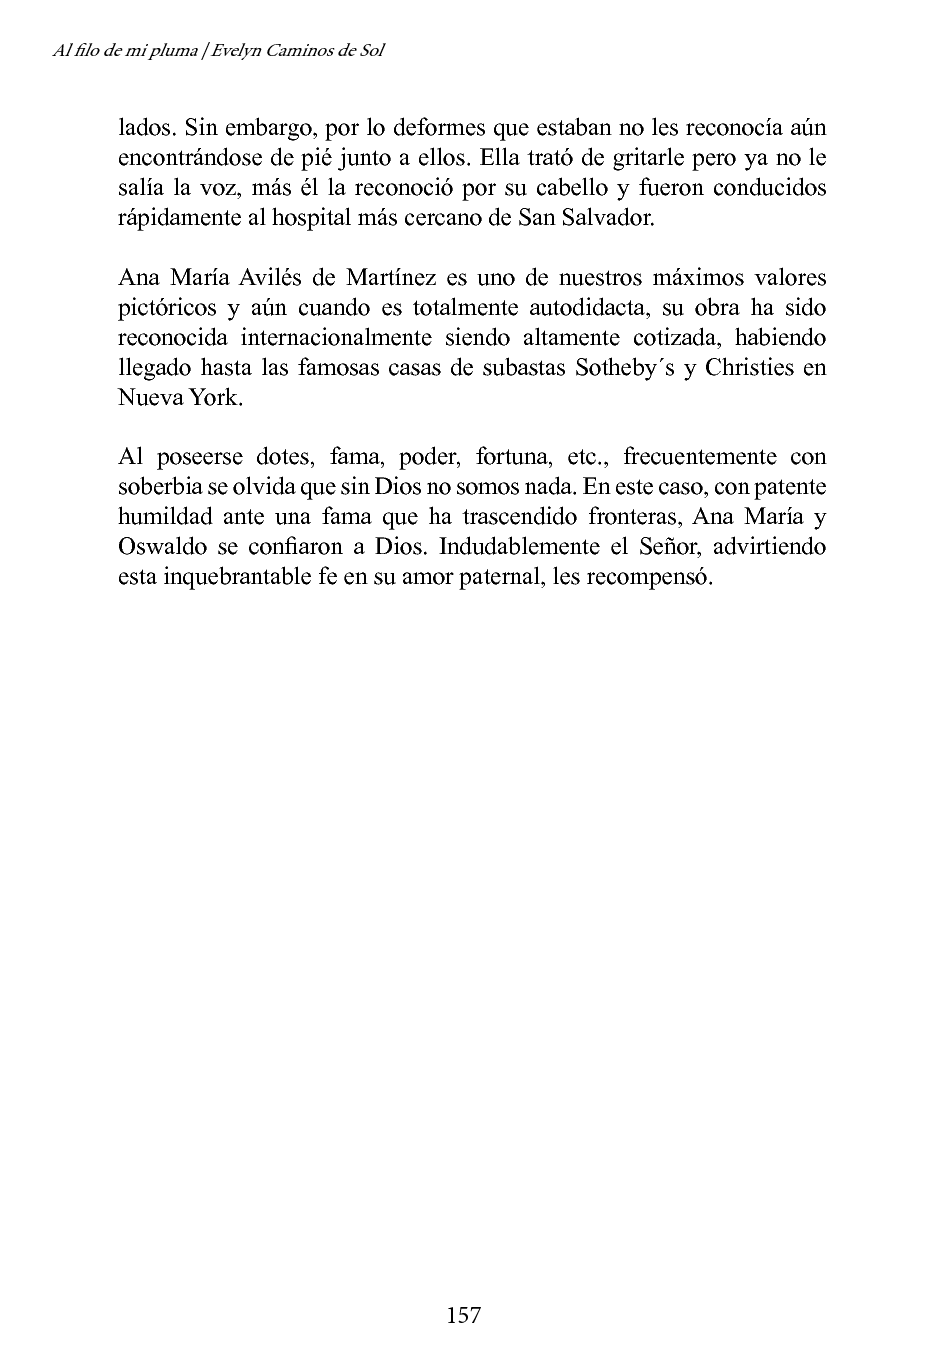 Al filo de mi pluma / Evelyn Caminos de Sol
lados. Sin embargo, por lo deformes que estaban no les reconocía aún
encontrándose de pié junto a ellos. Ella trató de gritarle pero ya no le
salía la voz, más él la reconoció por su cabello y fueron conducidos
rápidamente al hospital más cercano de San Salvador.
Ana María Avilés de Martínez es uno de nuestros máximos valores
pictóricos y aún cuando es totalmente autodidacta, su obra ha sido
reconocida internacionalmente siendo altamente cotizada, habiendo
llegado hasta las famosas casas de subastas Sotheby´s y Christies en
Nueva York.
Al poseerse dotes, fama, poder, fortuna, etc., frecuentemente con
soberbia se olvida que sin Dios no somos nada. En este caso, con patente
humildad ante una fama que ha trascendido fronteras, Ana María y
Oswaldo se confiaron a Dios. Indudablemente el Señor, advirtiendo
esta inquebrantable fe en su amor paternal, les recompensó.
157